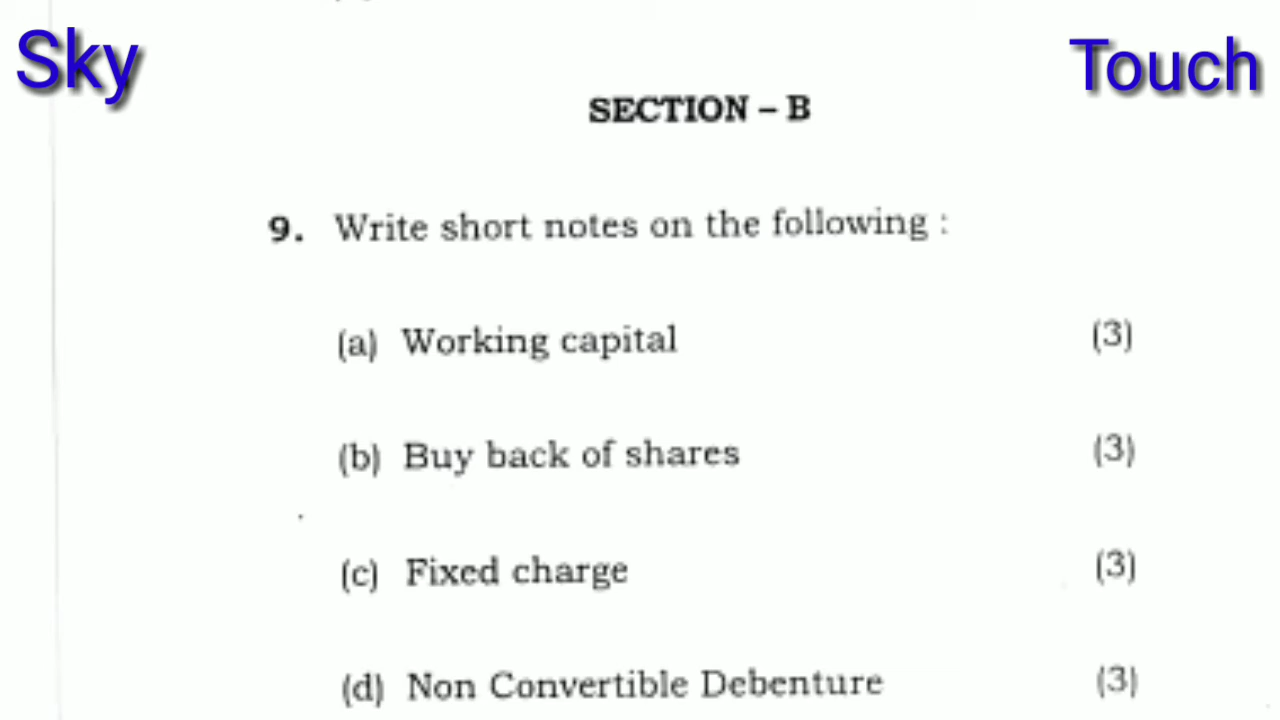 Sky Touch
SECTION – B
9. Write short notes on the following :
(a) Working capital (3)
(b) Buy back of shares (3)
(c) Fixed charge (3)
(d) Non Convertible Debenture (3)